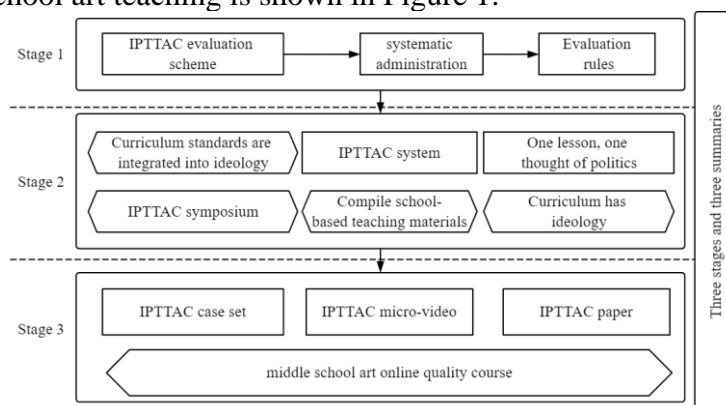 school art teaching is shown in Figure 1.
Stage 1
IPTTAC evaluation
scheme
systematic
administration
Evaluation
rules
Stage 2
Curriculum standards are
integrated into ideology
IPTTAC system
One lesson, one
thought of politics
IPTTAC symposium
Compile school-
based teaching materials
Curriculum has
ideology
Stage 3
IPTTAC case set
IPTTAC micro-video
IPTTAC paper
middle school art online quality course
Three stages and three summaries